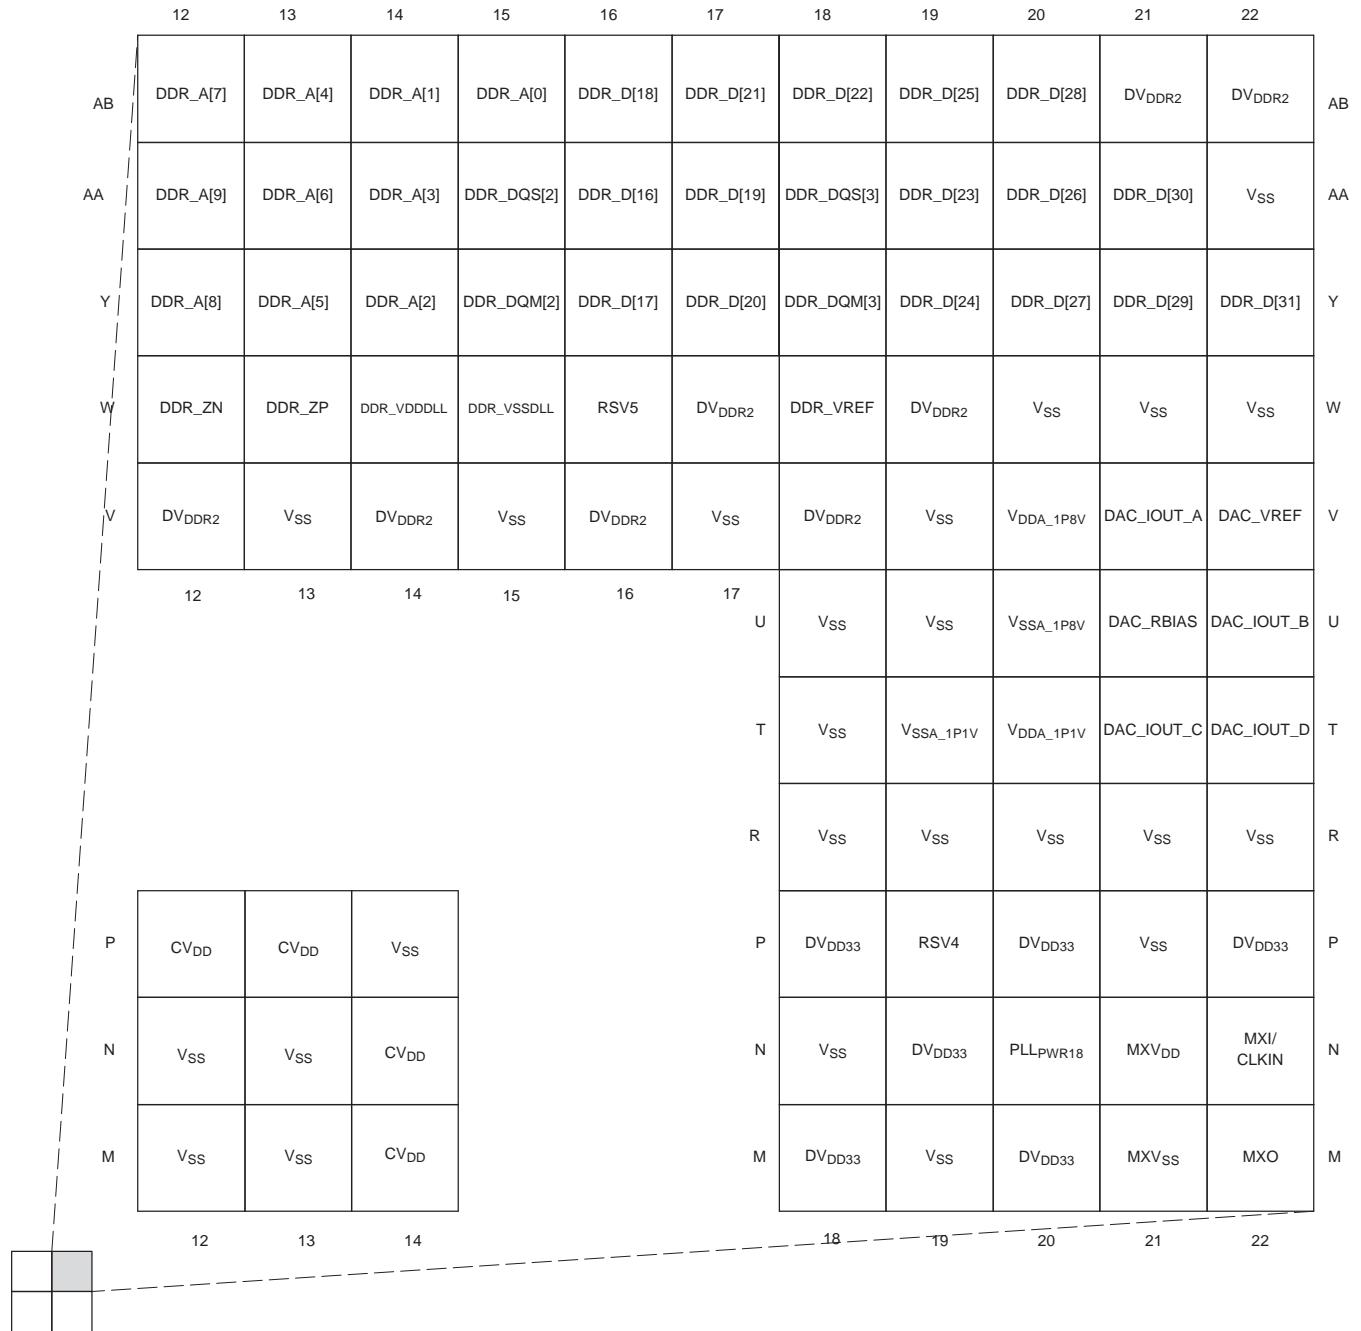 12 13 14 15 16 17 18 19 20 21 22
AB DDR_A[7] DDR_A[4] DDR_A[1] DDR_A[0] DDR_D[18] DDR_D[21] DDR_D[22] DDR_D[25] DDR_D[28] DVDDR2 DVDDR2 AB
AA DDR_A[9] DDR_A[6] DDR_A[3] DDR_DQS[2] DDR_D[16] DDR_D[19] DDR_DQS[3] DDR_D[23] DDR_D[26] DDR_D[30] VSS AA
Y DDR_A[8] DDR_A[5] DDR_A[2] DDR_DQM[2] DDR_D[17] DDR_D[20] DDR_DQM[3] DDR_D[24] DDR_D[27] DDR_D[29] DDR_D[31] Y
W DDR_ZN DDR_ZP DDR_VDDDLL DDR_VSSDLL RSV5 DVDDR2 DDR_VREF DVDDR2 VSS VSS VSS W
V DVDDR2 VSS DVDDR2 VSS DVDDR2 VSS DVDDR2 VSS VDDA_1P8V DAC_IOUT_A DAC_VREF V
12 13 14 15 16 17
U VSS VSS VSSA_1P8V DAC_RBIAS DAC_IOUT_B U
T VSS VSSA_1P1V VDDA_1P1V DAC_IOUT_C DAC_IOUT_D T
R VSS VSS VSS VSS VSS R
P CVDD CVDD VSS P DVDD33 RSV4 DVDD33 VSS DVDD33 P
N VSS VSS CVDD N VSS DVDD33 PLLPWR18 MXVDD MXI/
CLKIN N
M VSS VSS CVDD M DVDD33 VSS DVDD33 MXVSS MXO M
12 13 14 18 19 20 21 22